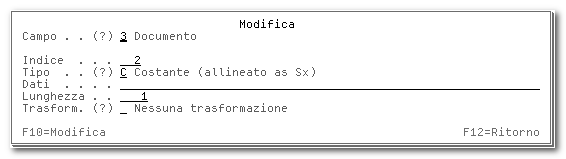 Modifica
Campo . . (?) 3 Documento
Indice . . . 2
Tipo . . (?) C Costante (allineato as Sx)
Dati . . . .
Lunghezza . . 1
Trasform. (?) _ Nessuna trasformazione
F10=Modifica F12=Ritorno